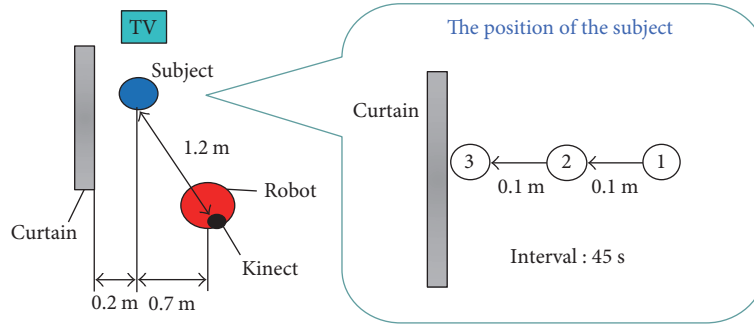 TV
Subject
1.2 m
Robot
Curtain
Kinect
0.2 m
0.7 m
The position of the subject
Curtain
3
2
1
0.1 m
0.1 m
Interval : 45 s